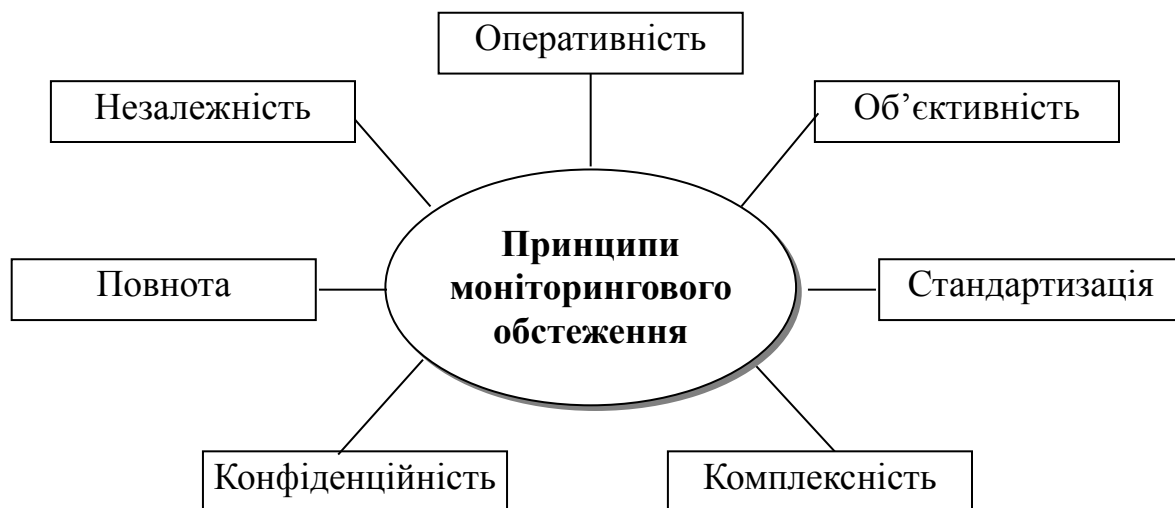 Оперативність
Незалежність
Об’єктивність
Принципи
моніторингового
обстеження
Повнота
Стандартизація
Конфіденційність
Комплексність